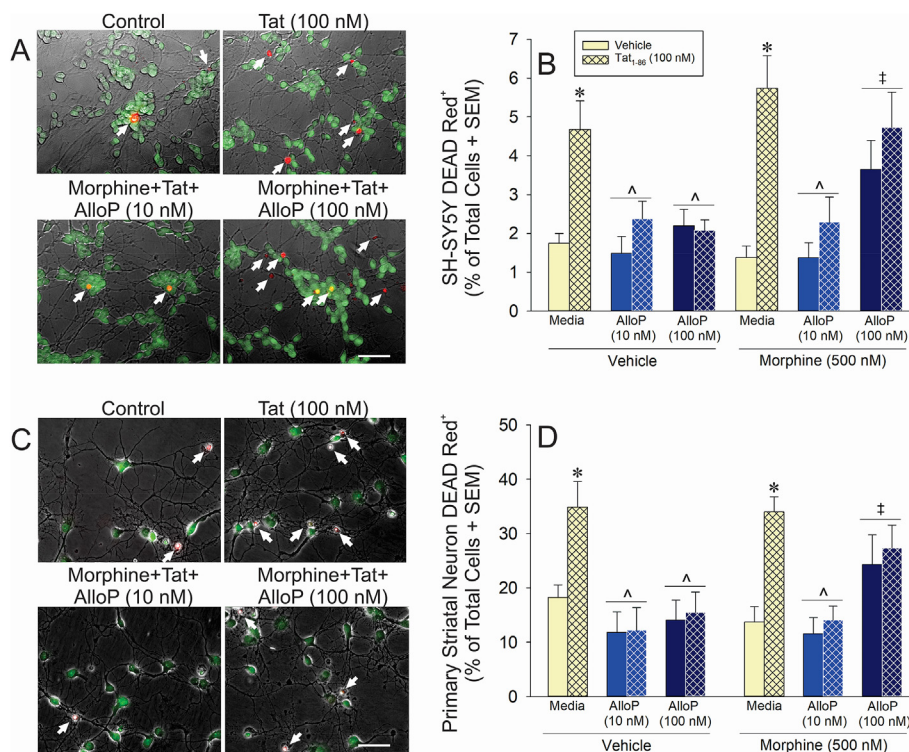 A
Control
Tat (100 nM)
Morphine+Tat+
AlloP (10 nM)
Morphine+Tat+
AlloP (100 nM)
B
SH-SY5Y DEAD Red+
(% of Total Cells + SEM)
7
6
5
4
3
2
1
0
Vehicle
Tat1-86 (100 nM)
*
^
^
*
^
‡
Media
AlloP
(10 nM)
AlloP
(100 nM)
Media
AlloP
(10 nM)
AlloP
(100 nM)
Vehicle
Morphine (500 nM)
C
Control
Tat (100 nM)
Morphine+Tat+
AlloP (10 nM)
Morphine+Tat+
AlloP (100 nM)
D
Primary Striatal Neuron DEAD Red+
(% of Total Cells + SEM)
50
40
30
20
10
0
*
^
^
*
^
‡
Media
AlloP
(10 nM)
AlloP
(100 nM)
Media
AlloP
(10 nM)
AlloP
(100 nM)
Vehicle
Morphine (500 nM)